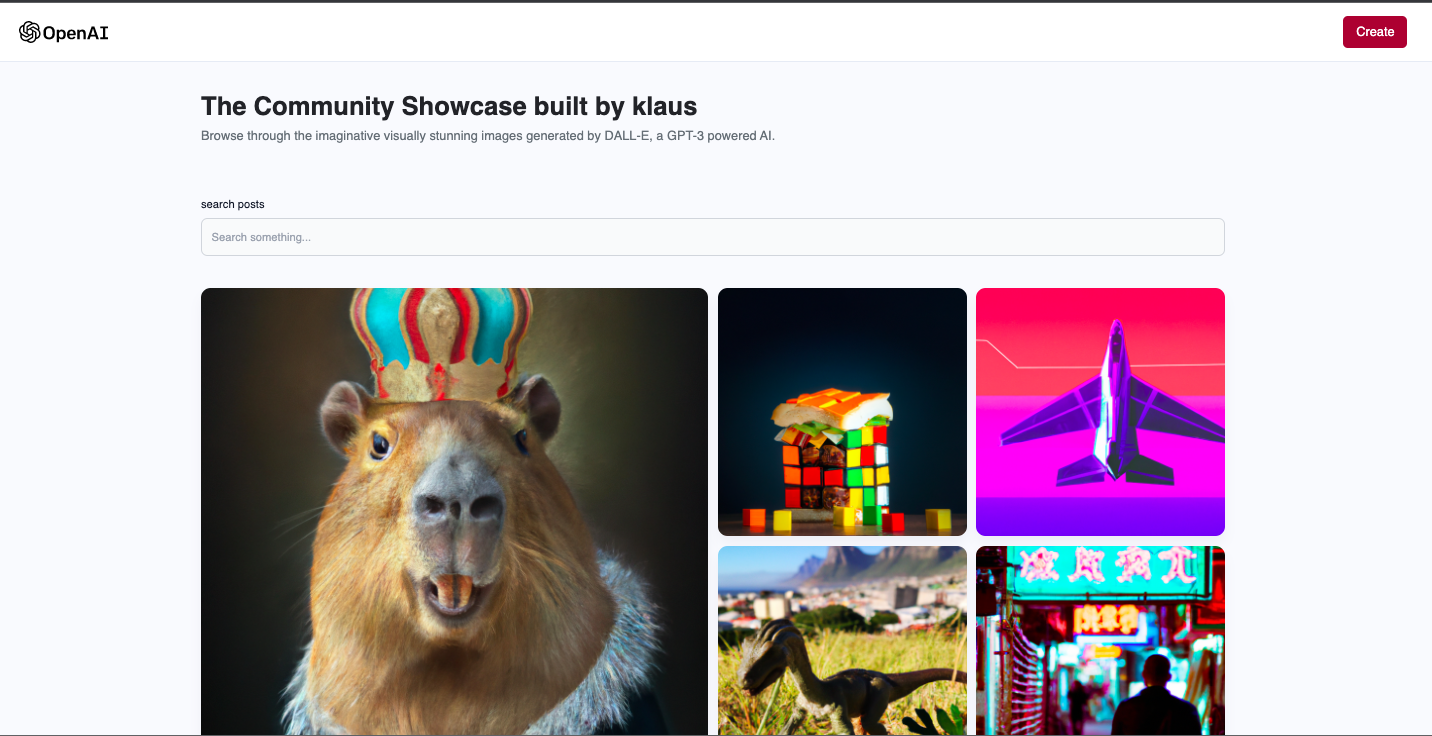 OpenAI
Create
The Community Showcase built by klaus
Browse through the imaginative visually stunning images generated by DALL-E, a GPT-3 powered AI.
search posts
Search something...